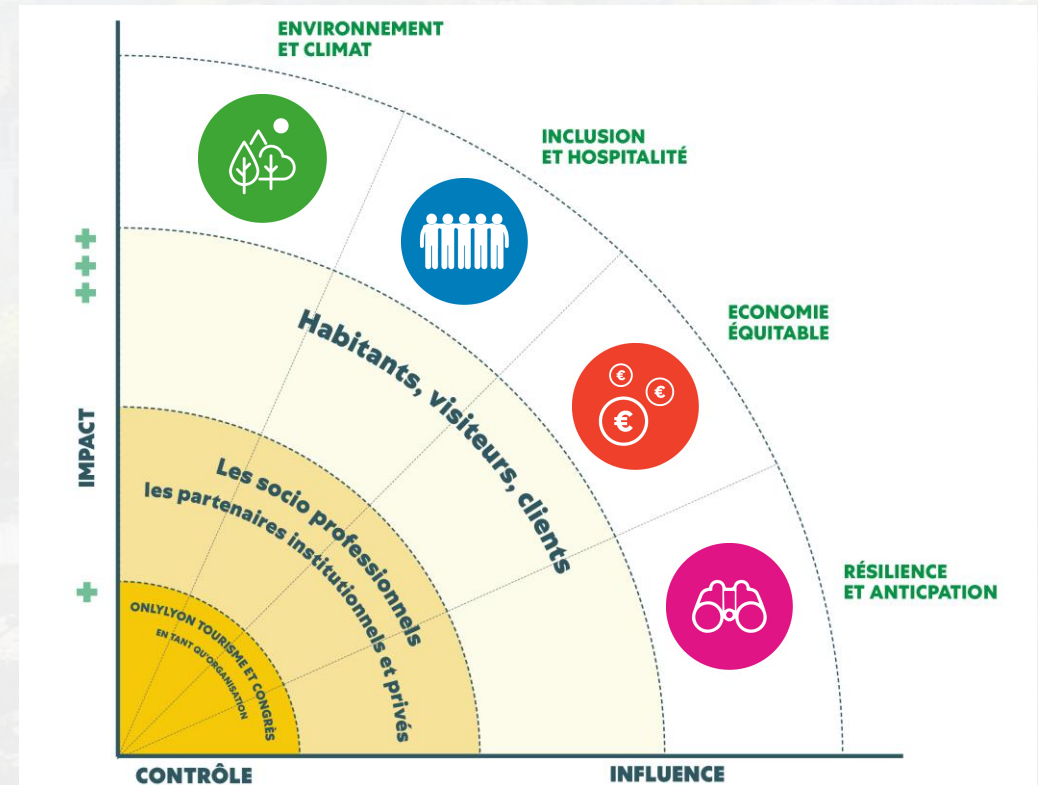 ENVIRONNEMENT
ET CLIMAT
INCLUSION
ET HOSPITALITÉ
ECONOMIE
ÉQUITABLE
RÉSILIENCE
ET ANTICPATION
+++
IMPACT
+
Habitants, visiteurs, clients
Les socio professionnels
les partenaires institutionnels et privés
ONLYLYON TOURISME ET CONGRÈS
EN TANT QU'ORGANISATION
€
€
€
CONTRÔLE
INFLUENCE